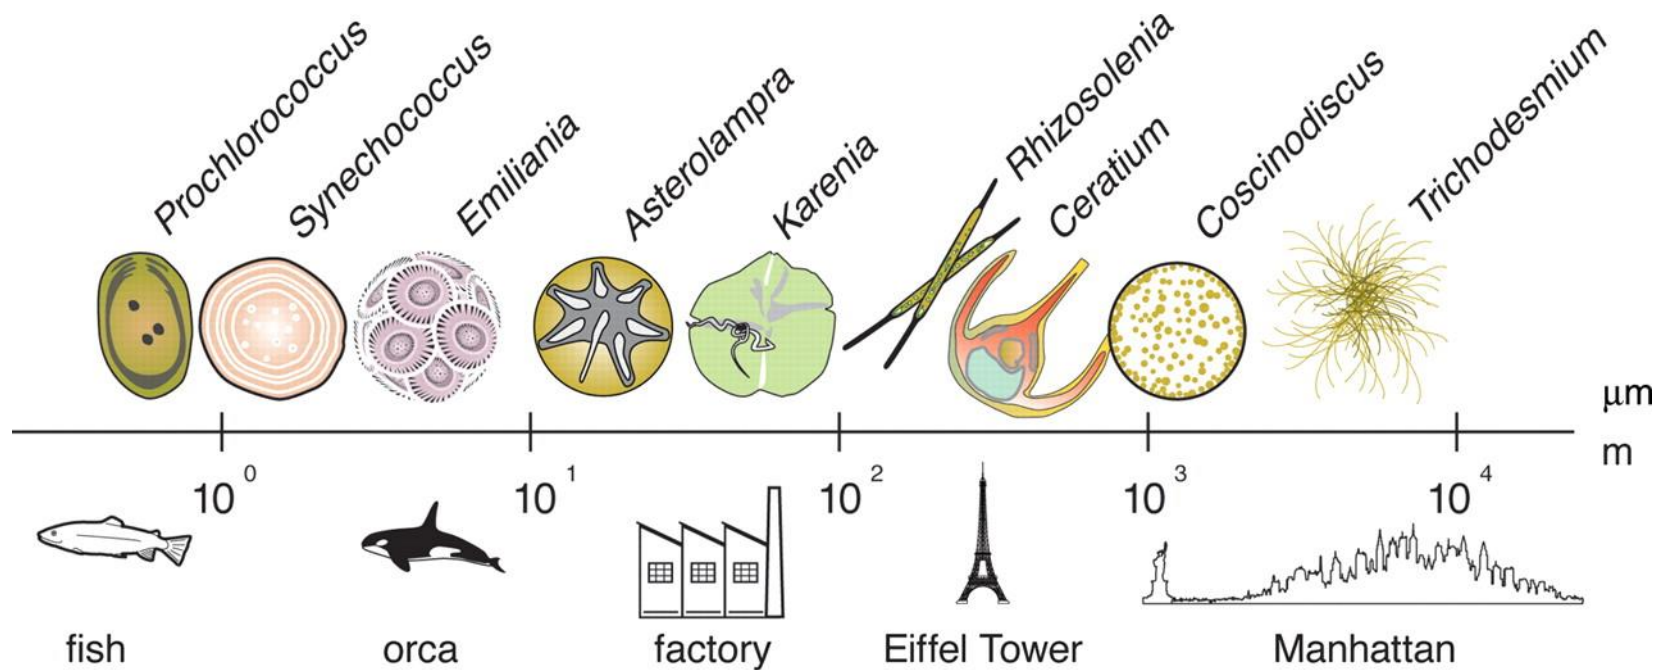 Prochlorococcus
Synechococcus
Emiliania
Asterolampra
Karenia
Rhizosolenia
Ceratium
Coscinodiscus
Trichodesmium
μm
m
10⁰
10¹
10²
10³
10⁴
fish
orca
factory
Eiffel Tower
Manhattan